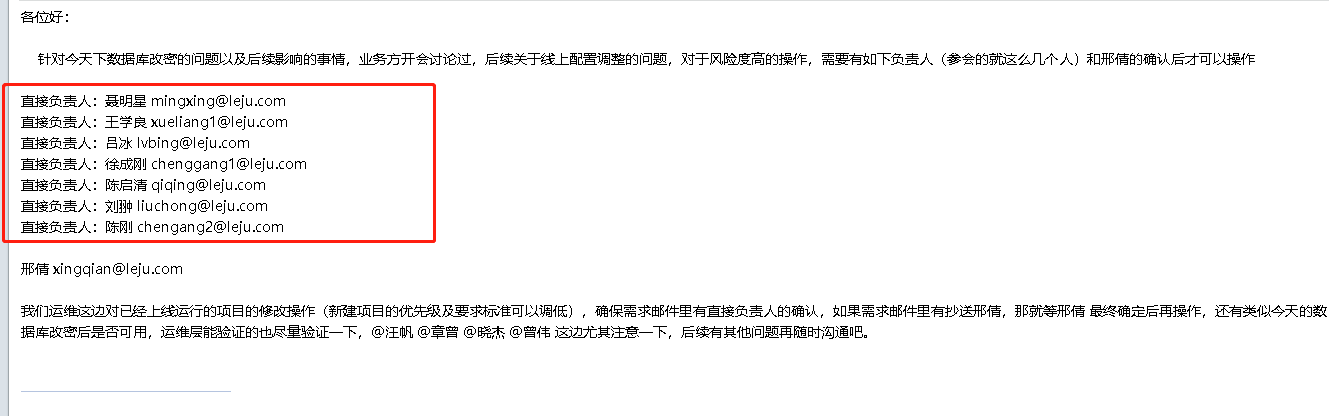 各位好：
针对今天下数据库改密的问题以及后续影响的事情，业务方开会讨论过，后续关于线上配置调整的问题，对于风险度高的操作，需要有如下负责人（参会的就这么几个人）和邢倩的确认后才可以操作
直接负责人：聂明星 mingxing@leju.com
直接负责人：王学良 xueliang1@leju.com
直接负责人：吕冰 lvbing@leju.com
直接负责人：徐成刚 chenggang1@leju.com
直接负责人：陈启清 qiqing@leju.com
直接负责人：刘翀 liuchong@leju.com
直接负责人：陈刚 chengang2@leju.com
邢倩 xingqian@leju.com
我们运维这边对已经上线运行的项目的修改操作（新建项目的优先级及要求标准可以调低），确保需求邮件里有直接负责人的确认，如果需求邮件里有抄送邢倩，那就等邢倩 最终确定后再操作，还有类似今天的数
据库改密后是否可用，运维层能验证的也尽量验证一下，@汪帆 @章曾 @晓杰 @曾伟 这边尤其注意一下，后续有其他问题再随时沟通吧。